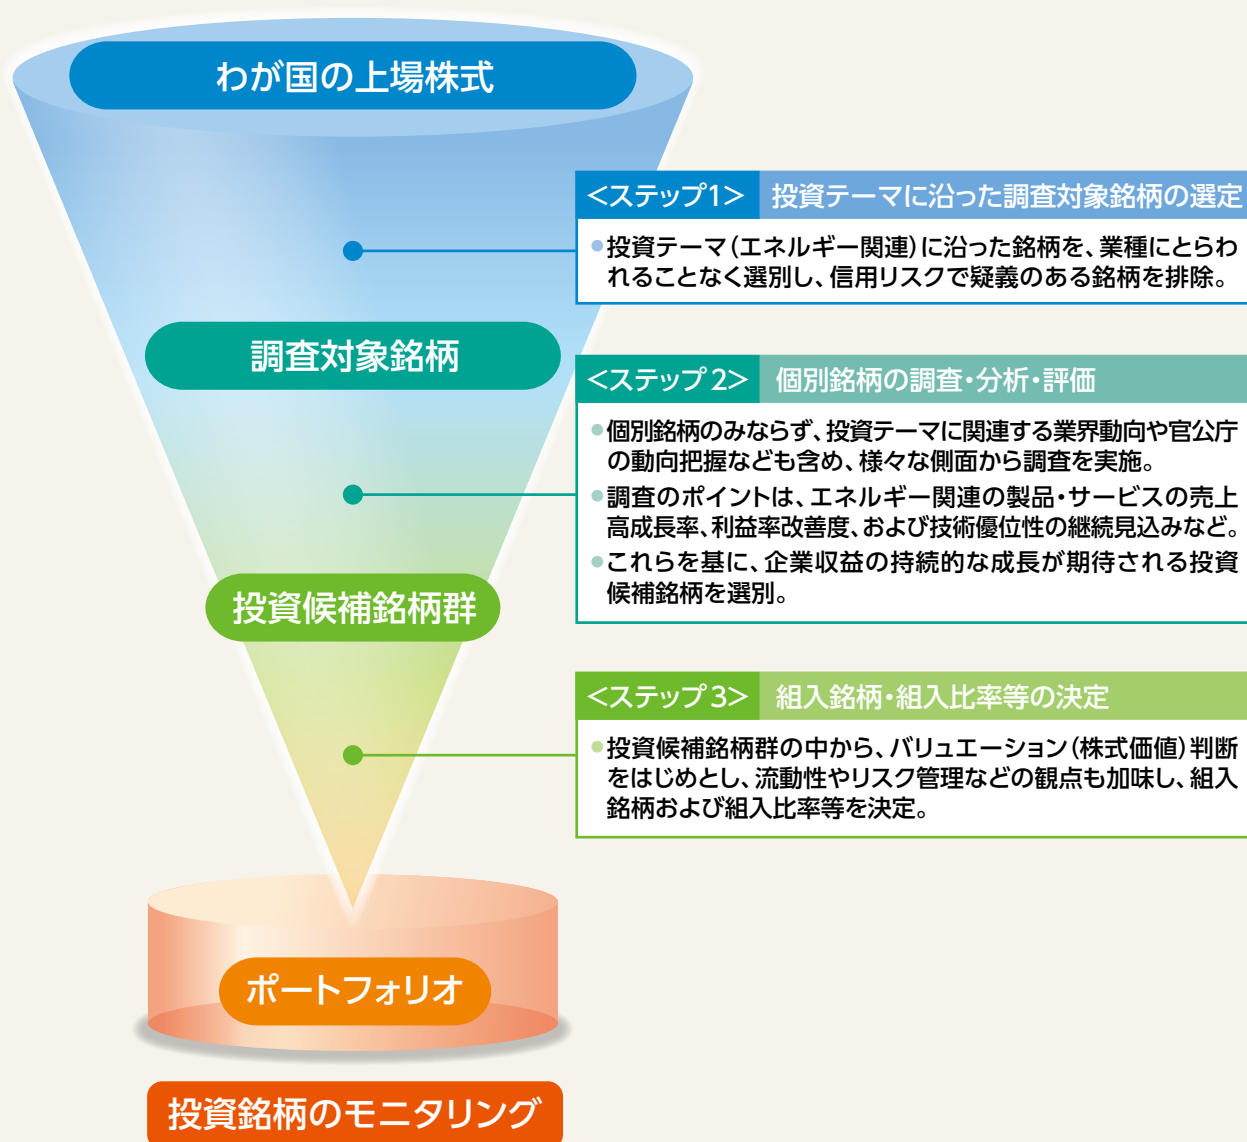 わが国の上場株式
<ステップ1> 投資テーマに沿った調査対象銘柄の選定
●投資テーマ(エネルギー関連)に沿った銘柄を、業種にとらわ
れることなく選別し、信用リスクで疑義のある銘柄を排除。
調査対象銘柄
<ステップ2> 個別銘柄の調査・分析・評価
●個別銘柄のみならず、投資テーマに関連する業界動向や官公庁
の動向把握なども含め、様々な側面から調査を実施。
●調査のポイントは、エネルギー関連の製品・サービスの売上
高成長率、利益率改善度、および技術優位性の継続見込みなど。
●これらを基に、企業収益の持続的な成長が期待される投資
候補銘柄を選別。
投資候補銘柄群
<ステップ3> 組入銘柄・組入比率等の決定
●投資候補銘柄群の中から、バリュエーション(株式価値)判断
をはじめとし、流動性やリスク管理などの観点も加味し、組入
銘柄および組入比率等を決定。
ポートフォリオ
投資銘柄のモニタリング